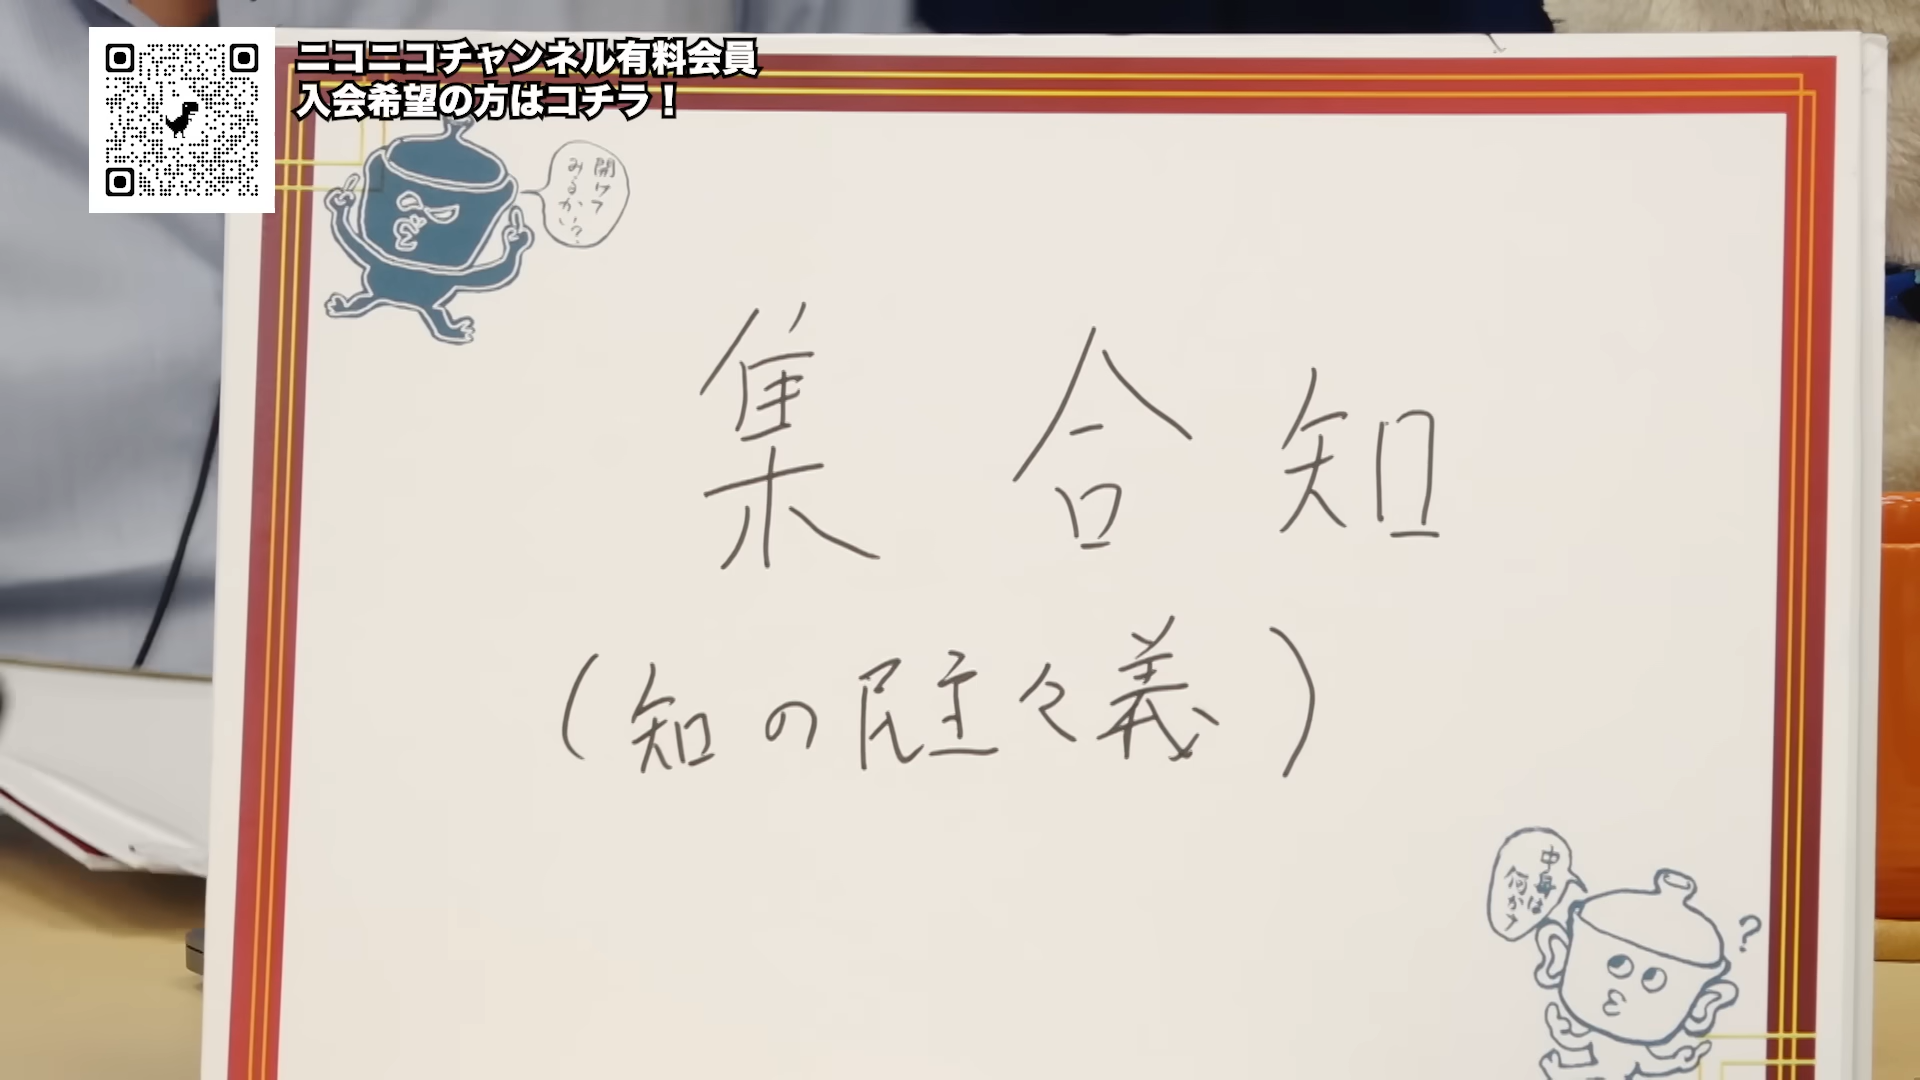 ニコニコチャンネル有料会員
入会希望の方はコチラ！
開けて
みるかい？
集合知
（知の民主々義）
中身は
何かナ
？